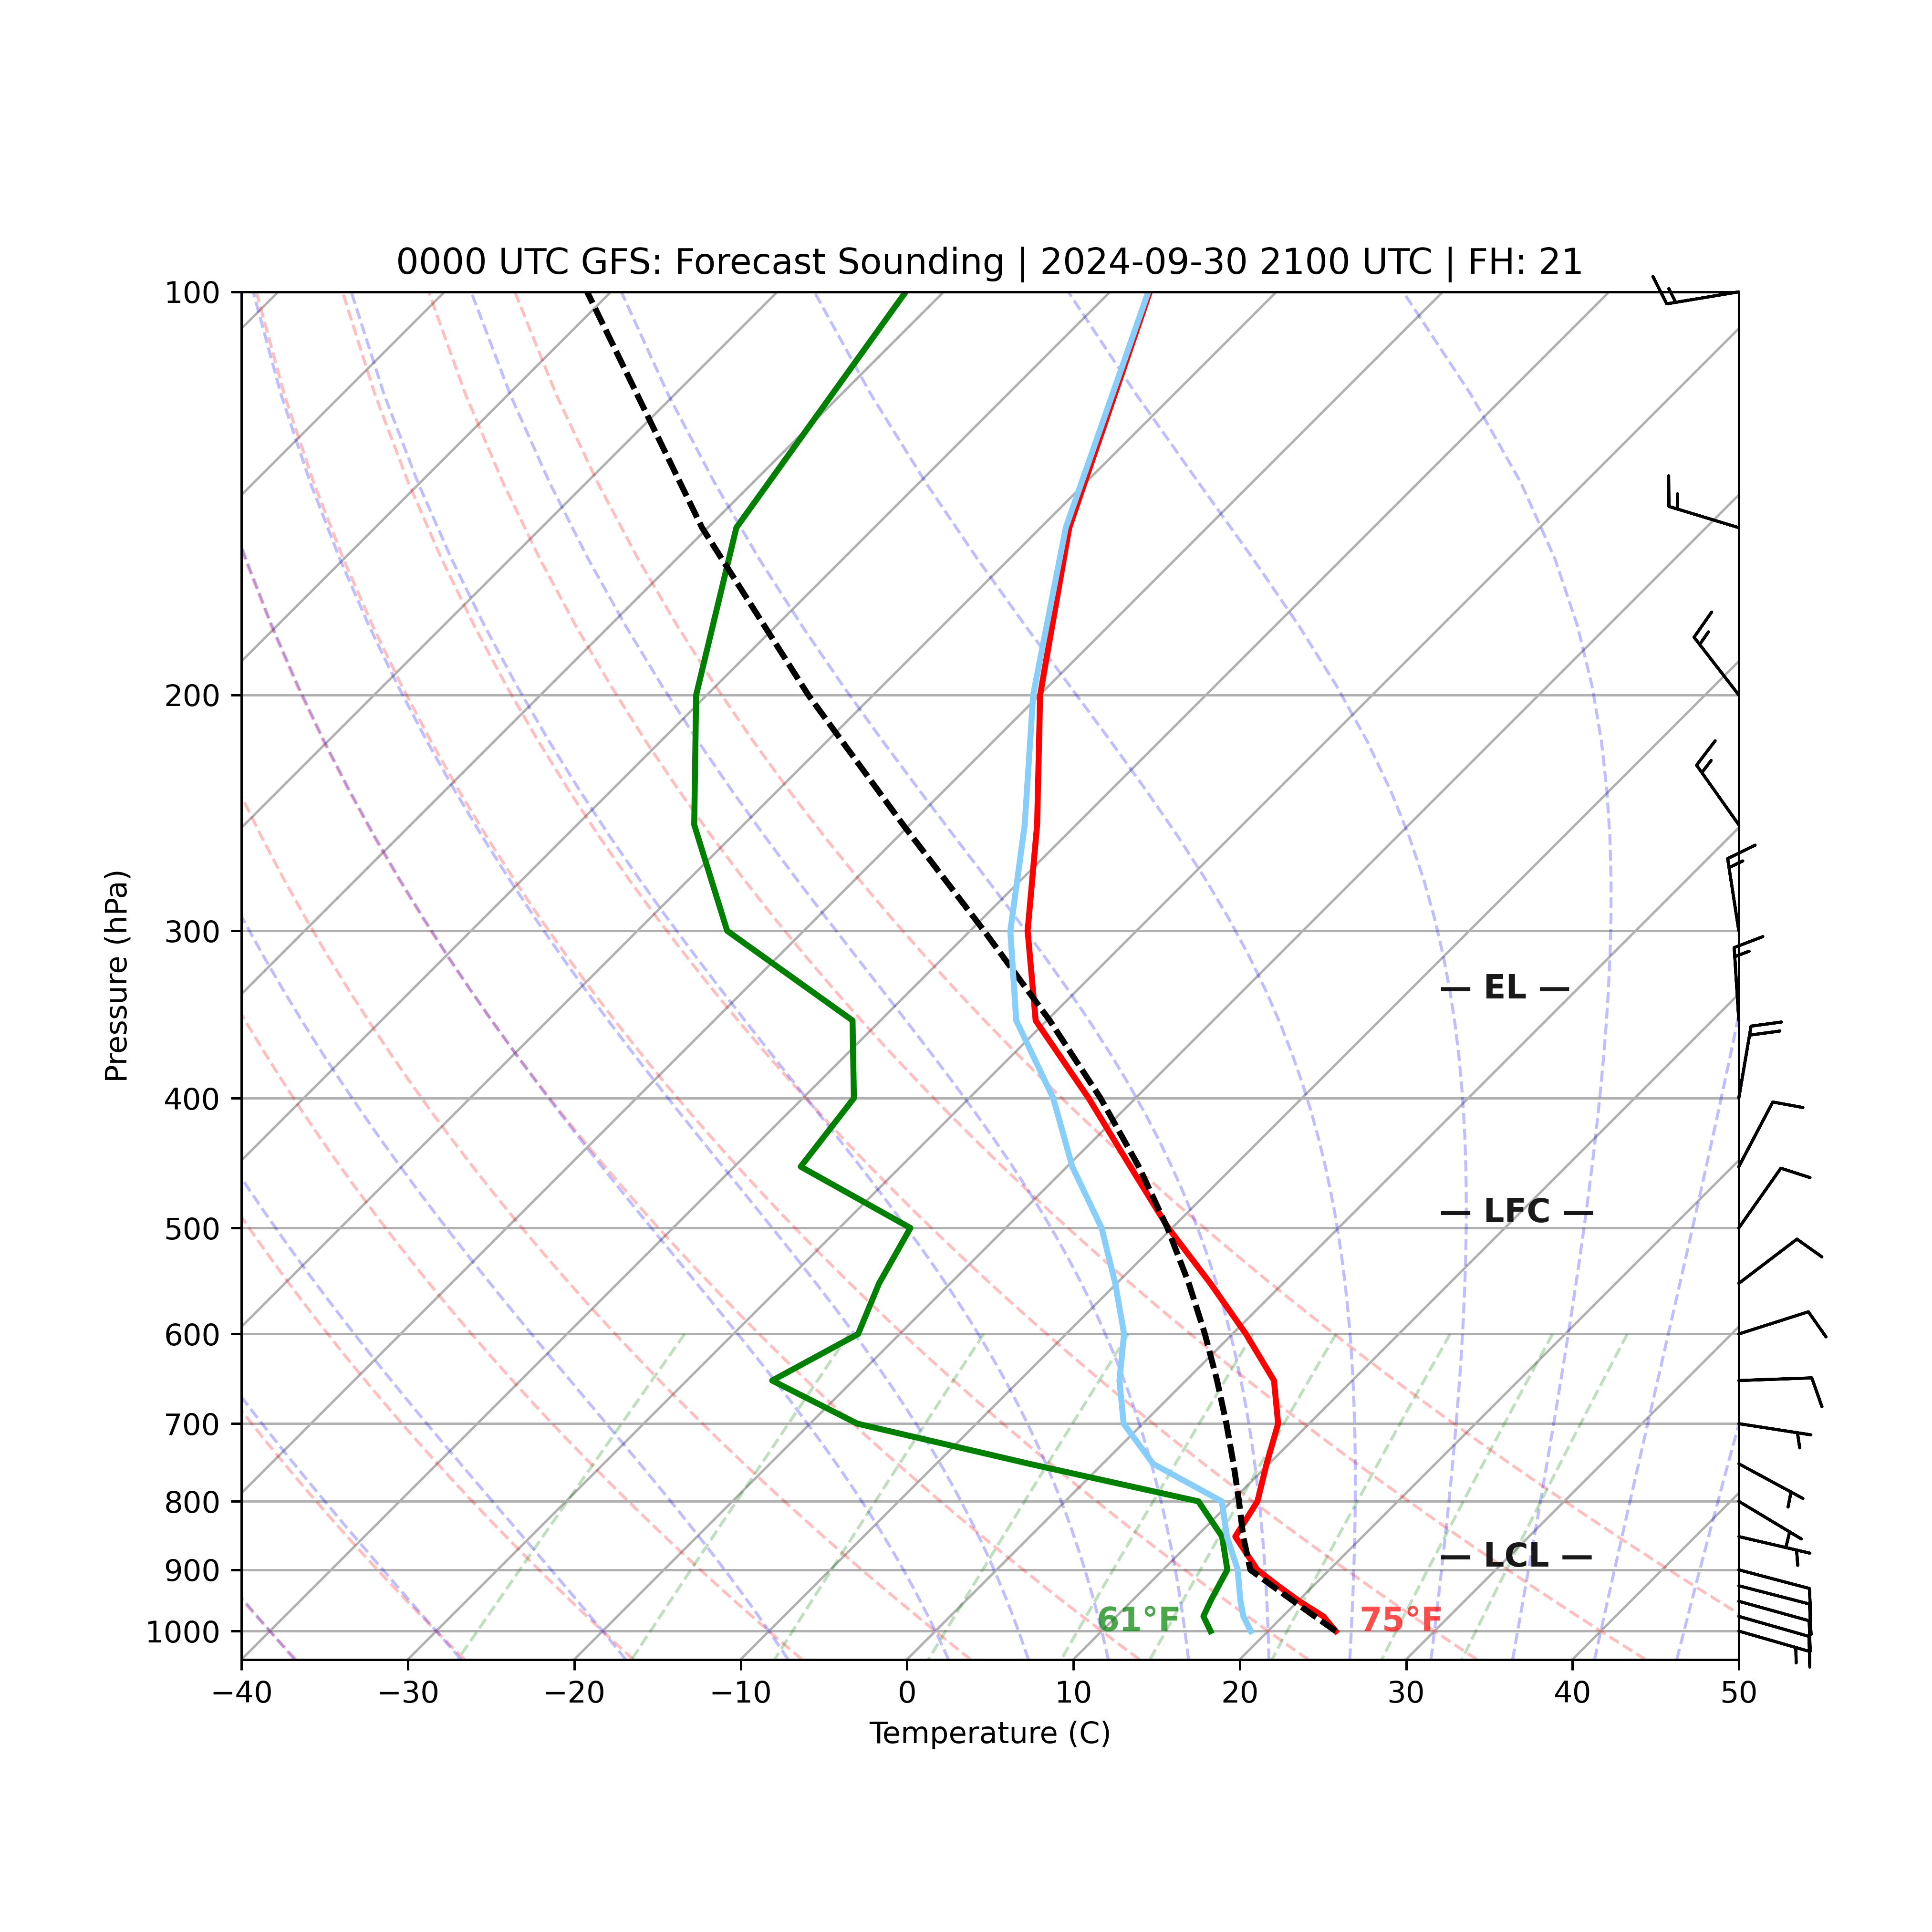 0000 UTC GFS: Forecast Sounding | 2024-09-30 2100 UTC | FH: 21
100
200
300
— EL —
Pressure (hPa)
400
— LFC —
500
600
700
800
— LCL —
900
61°F 75°F
1000
−40 −30 −20 −10 0 10 20 30 40 50
Temperature (C)